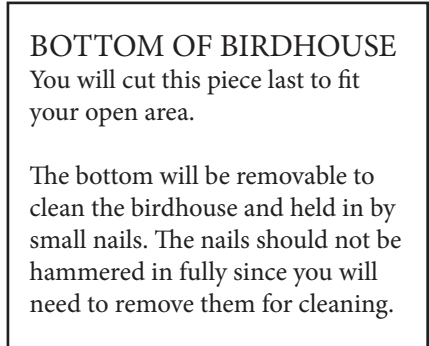 BOTTOM OF BIRDHOUSE
You will cut this piece last to fit
your open area.
The bottom will be removable to
clean the birdhouse and held in by
small nails. The nails should not be
hammered in fully since you will
need to remove them for cleaning.